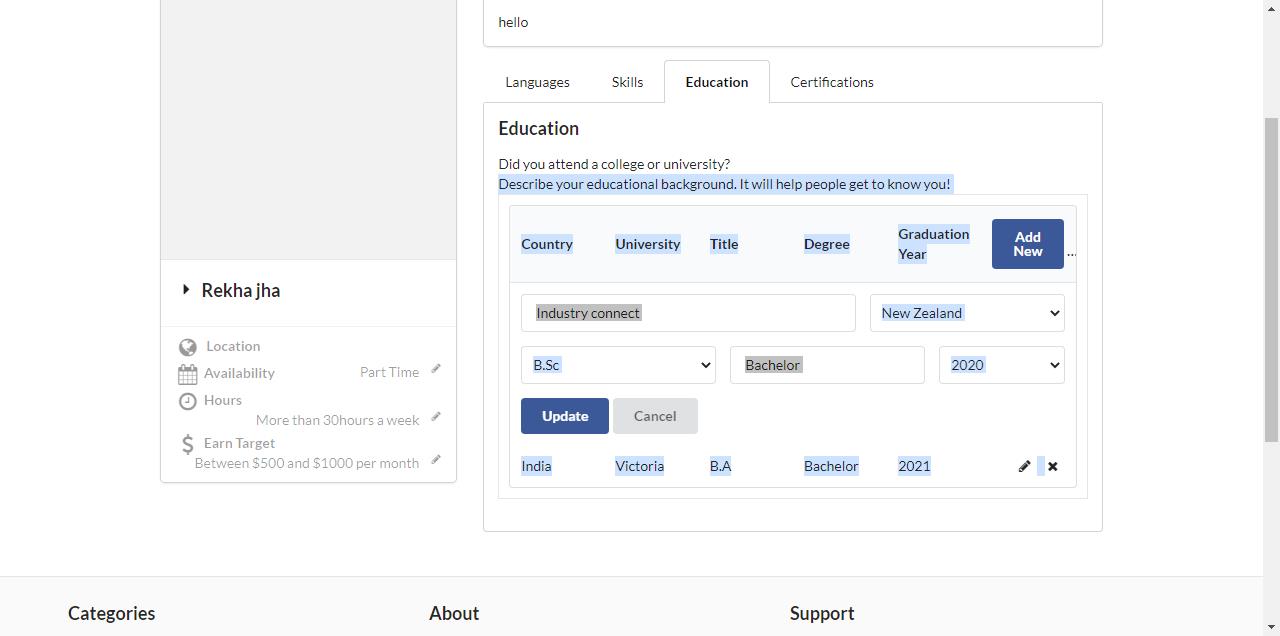 hello
Languages Skills Education Certifications
Education
Did you attend a college or university?
Describe your educational background. It will help people get to know you!
Country University Title Degree Graduation Year Add New ...
Industry connect New Zealand
B.Sc Bachelor 2020
Update Cancel
India Victoria B.A Bachelor 2021
Rekha jha
Location
Availability Part TIme
Hours
More than 30hours a week
Earn Target
Between $500 and $1000 per month
Categories About Support